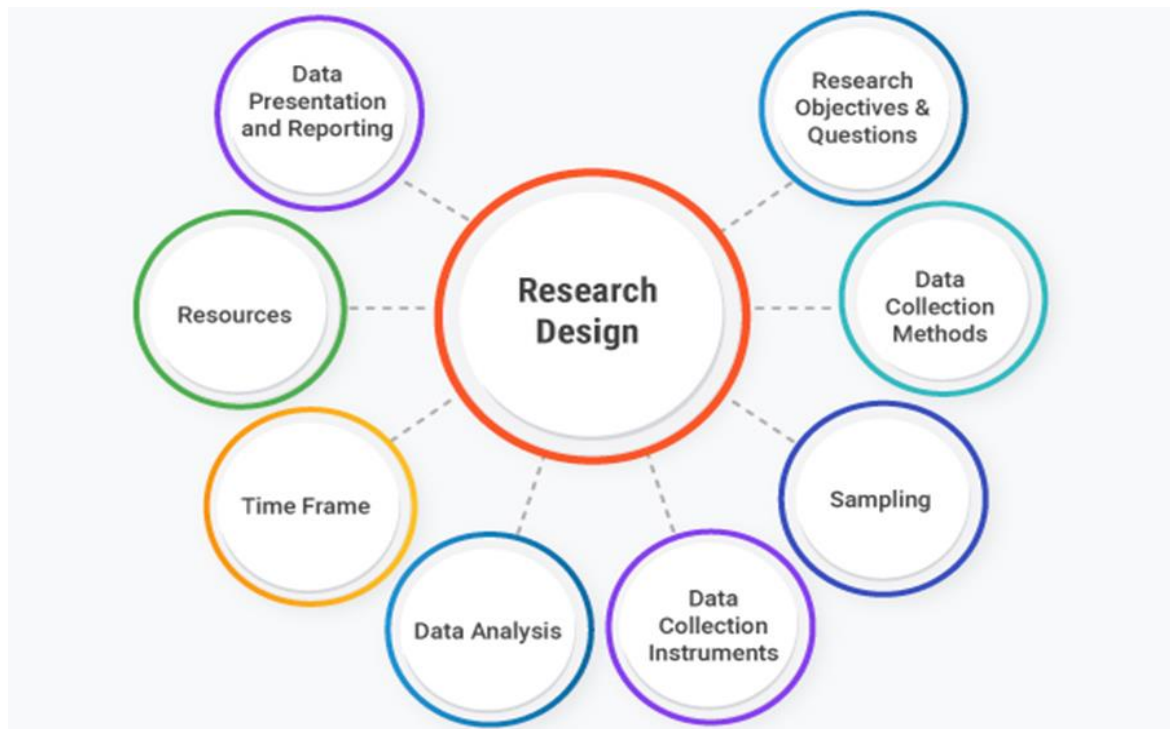 Research
Design
Research
Objectives &
Questions
Data
Collection
Methods
Sampling
Data
Collection
Instruments
Data Analysis
Time Frame
Resources
Data
Presentation
and Reporting